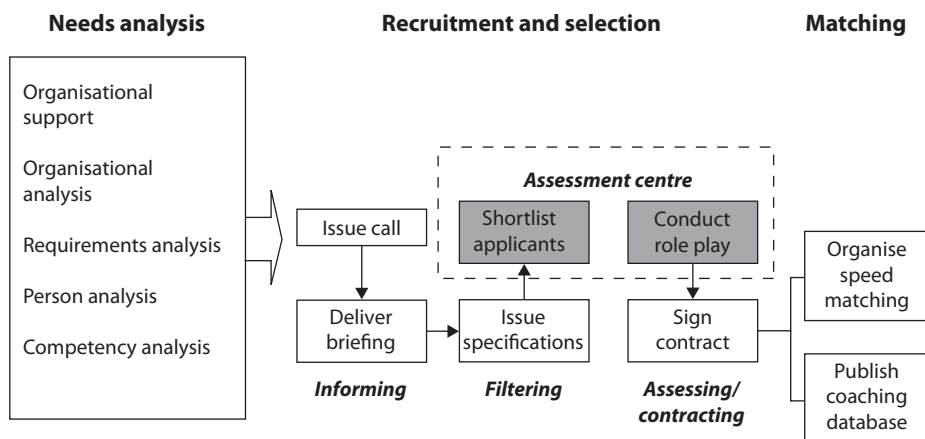 Needs analysis
Recruitment and selection
Matching
Organisational
support
Organisational
analysis
Requirements analysis
Person analysis
Competency analysis
Issue call
Deliver
briefing
Informing
Assessment centre
Shortlist
applicants
Issue
specifications
Filtering
Conduct
role play
Sign
contract
Assessing/
contracting
Organise
speed
matching
Publish
coaching
database